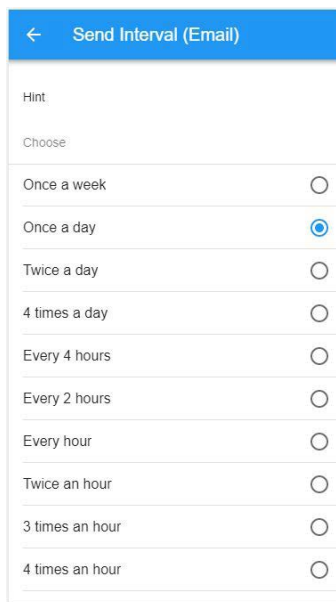 Send Interval (Email)
Hint
Choose
Once a week
Once a day
Twice a day
4 times a day
Every 4 hours
Every 2 hours
Every hour
Twice an hour
3 times an hour
4 times an hour